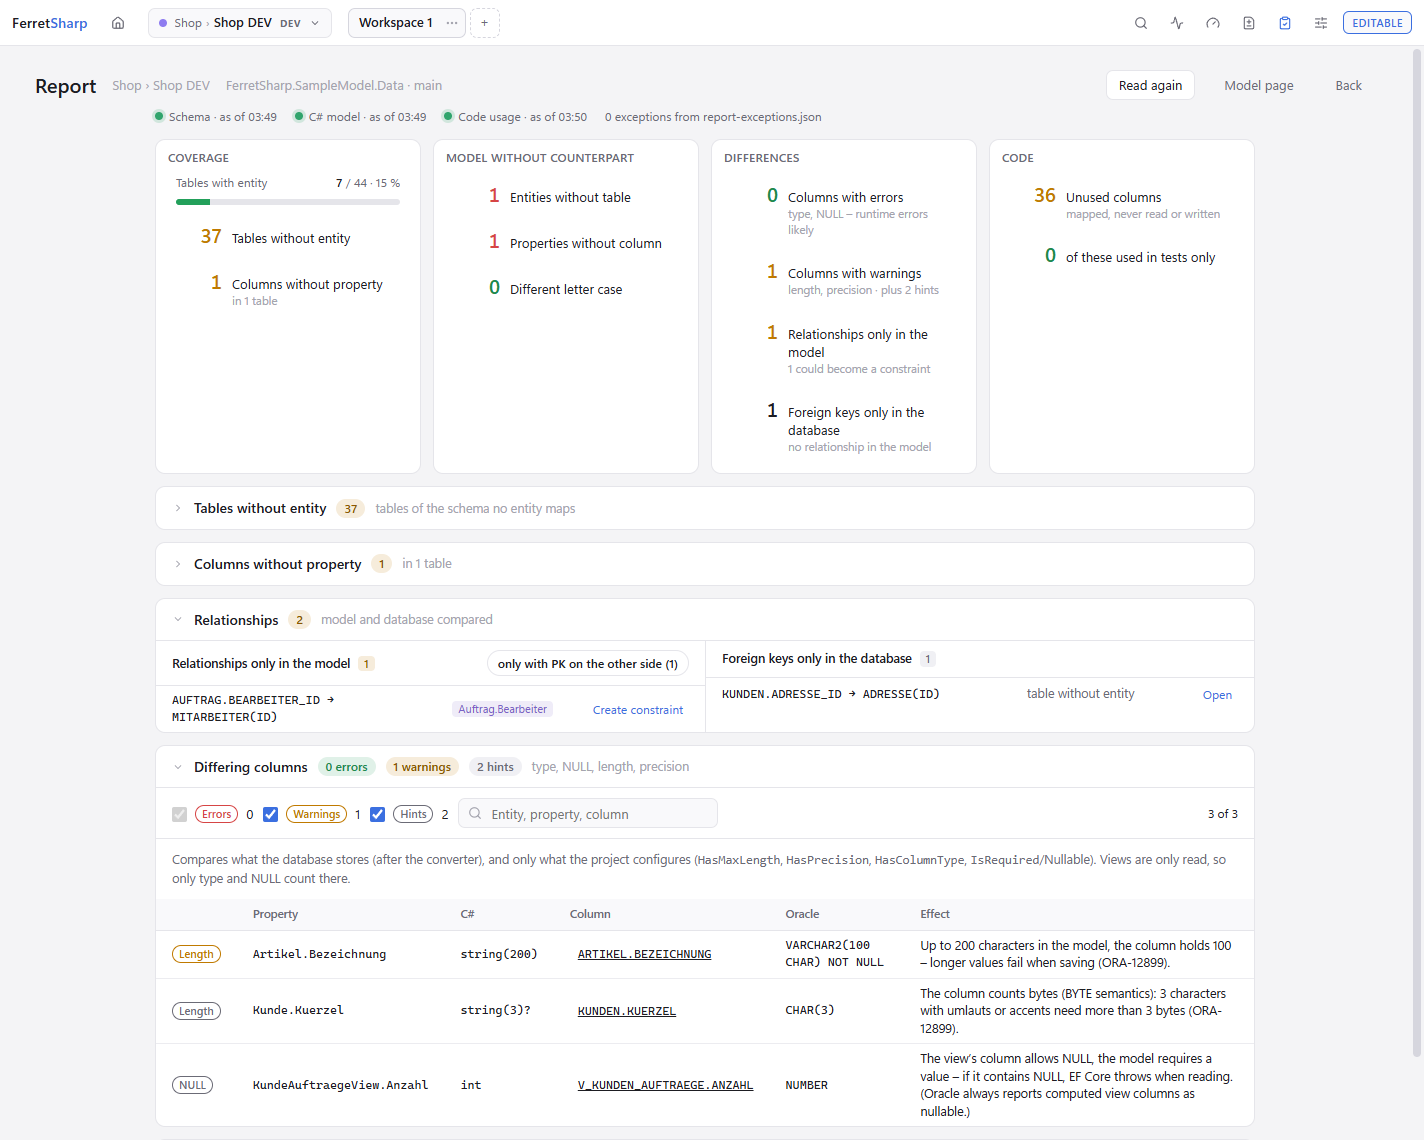 FerretSharp
Shop › Shop DEV DEV
Workspace 1 ···
+
EDITABLE
Report
Shop › Shop DEV
FerretSharp.SampleModel.Data · main
Read again
Model page
Back
Schema · as of 03:49
C# model · as of 03:49
Code usage · as of 03:50
0 exceptions from report-exceptions.json
COVERAGE
Tables with entity 7 / 44 · 15 %
37 Tables without entity
1 Columns without property
in 1 table
MODEL WITHOUT COUNTERPART
1 Entities without table
1 Properties without column
0 Different letter case
DIFFERENCES
0 Columns with errors
type, NULL – runtime errors
likely
1 Columns with warnings
length, precision · plus 2 hints
1 Relationships only in the
model
1 could become a constraint
1 Foreign keys only in the
database
no relationship in the model
CODE
36 Unused columns
mapped, never read or written
0 of these used in tests only
Tables without entity 37 tables of the schema no entity maps
Columns without property 1 in 1 table
Relationships 2 model and database compared
Relationships only in the model 1 only with PK on the other side (1)
AUFTRAG.BEARBEITER_ID →
MITARBEITER(ID)
Auftrag.Bearbeiter
Create constraint
Foreign keys only in the database 1
KUNDEN.ADRESSE_ID → ADRESSE(ID) table without entity Open
Differing columns 0 errors 1 warnings 2 hints type, NULL, length, precision
Errors 0 Warnings 1 Hints 2 Entity, property, column 3 of 3
Compares what the database stores (after the converter), and only what the project configures (HasMaxLength, HasPrecision, HasColumnType, IsRequired/Nullable). Views are only read, so
only type and NULL count there.
Property C# Column Oracle Effect
Length Artikel.Bezeichnung string(200) ARTIKEL.BEZEICHNUNG
VARCHAR2(100
CHAR) NOT NULL
Up to 200 characters in the model, the column holds 100
– longer values fail when saving (ORA-12899).
Length Kunde.Kuerzel string(3)? KUNDEN.KUERZEL CHAR(3)
The column counts bytes (BYTE semantics): 3 characters
with umlauts or accents need more than 3 bytes (ORA-
12899).
NULL KundeAuftraegeView.Anzahl int V_KUNDEN_AUFTRAEGE.ANZAHL NUMBER
The view's column allows NULL, the model requires a
value – if it contains NULL, EF Core throws when reading.
(Oracle always reports computed view columns as
nullable.)